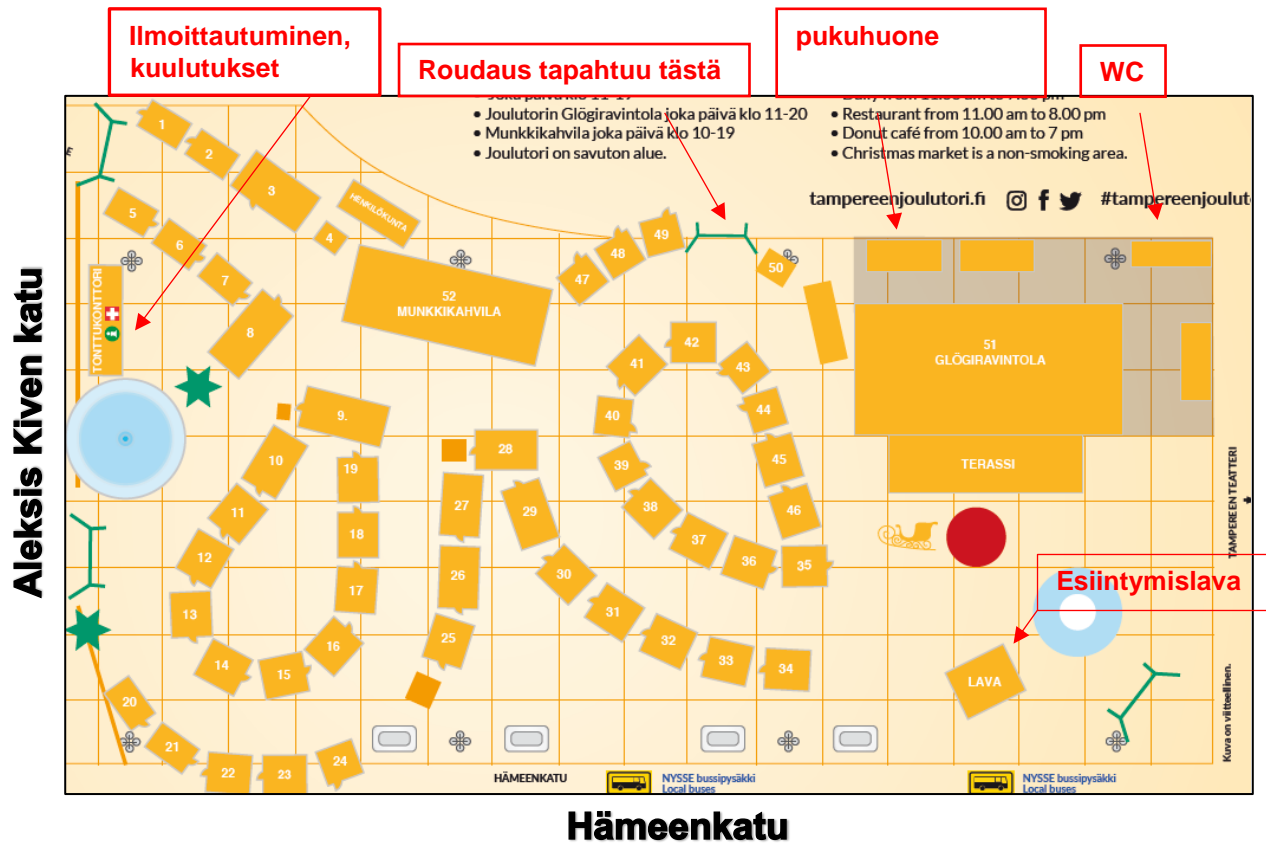 Ilmoittautuminen,
kuulutukset
Roudaus tapahtuu tästä
pukuhuone
WC
• Joulutorin Glögiravintola joka päivä klo 11-20
• Munkkikahvila joka päivä klo 10-19
• Joulutori on savuton alue.
• Restaurant from 11.00 am to 8.00 pm
• Donut café from 10.00 am to 7 pm
• Christmas market is a non-smoking area.
tampereenjoulutori.fi
#tampereenjoulut
1
2
3
4
HENKILÖKUNTA
5
6
7
8
TONTTUKONTTORI
52
MUNKKIKAHVILA
47
48
49
50
51
GLÖGIRAVINTOLA
TERASSI
42
41
43
40
44
39
45
38
46
37
36
35
9.
10
19
11
18
12
17
13
16
14
15
28
27
29
26
30
25
31
32
33
34
20
21
22
23
24
LAVA
Esiintymislava
TAMPEREEN TEATTERI
Kuva on viitteellinen.
HÄMEENKATU
NYSSE bussipysäkki
Local buses
NYSSE bussipysäkki
Local buses
Aleksis Kiven katu
Hämeenkatu